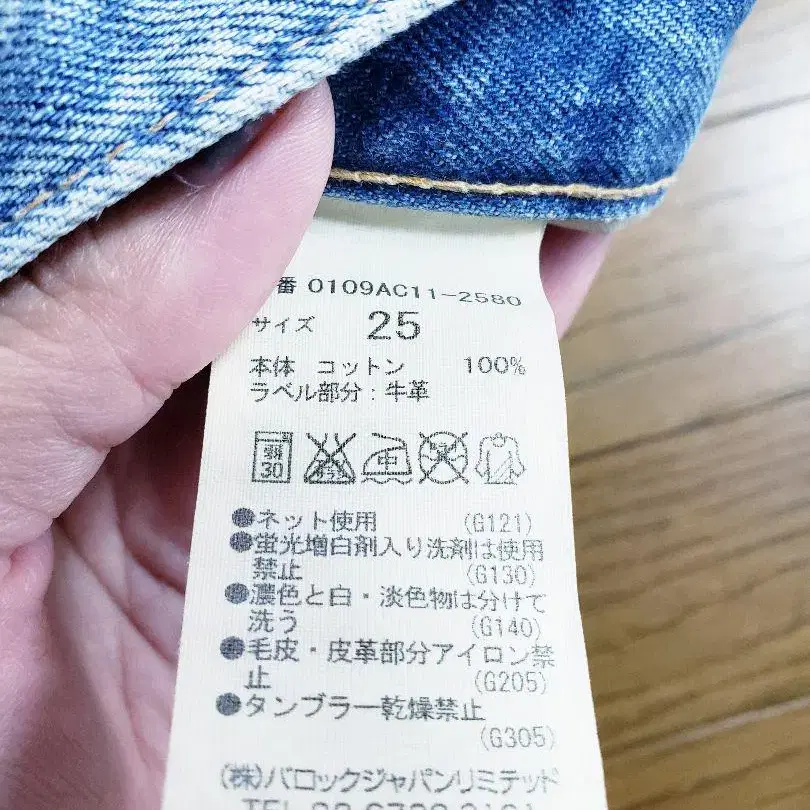 番 0109AC11-2580
サイズ 25
本体 コットン 100%
ラベル部分:牛革
弱 30 中
●ネット使用 (G121)
●蛍光増白剤入り洗剤は使用
禁止 (G130)
●濃色と白・淡色物は分けて
洗う (G140)
●毛皮・皮革部分アイロン禁
止 (G205)
●タンブラー乾燥禁止
(G305)
(株)バロックジャパンリミテッド
TEL